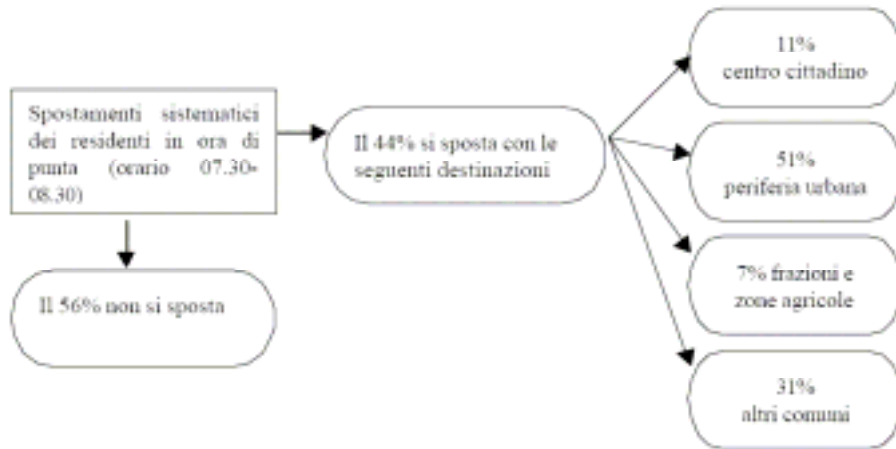 Spostamenti sistematici
dei residenti in ora di
punta (orario 07.30-
08.30)
Il 56% non si sposta
Il 44% si sposta con le
seguenti destinazioni
11%
centro cittadino
51%
periferia urbana
7% frazioni e
zone agricole
31%
altri comuni